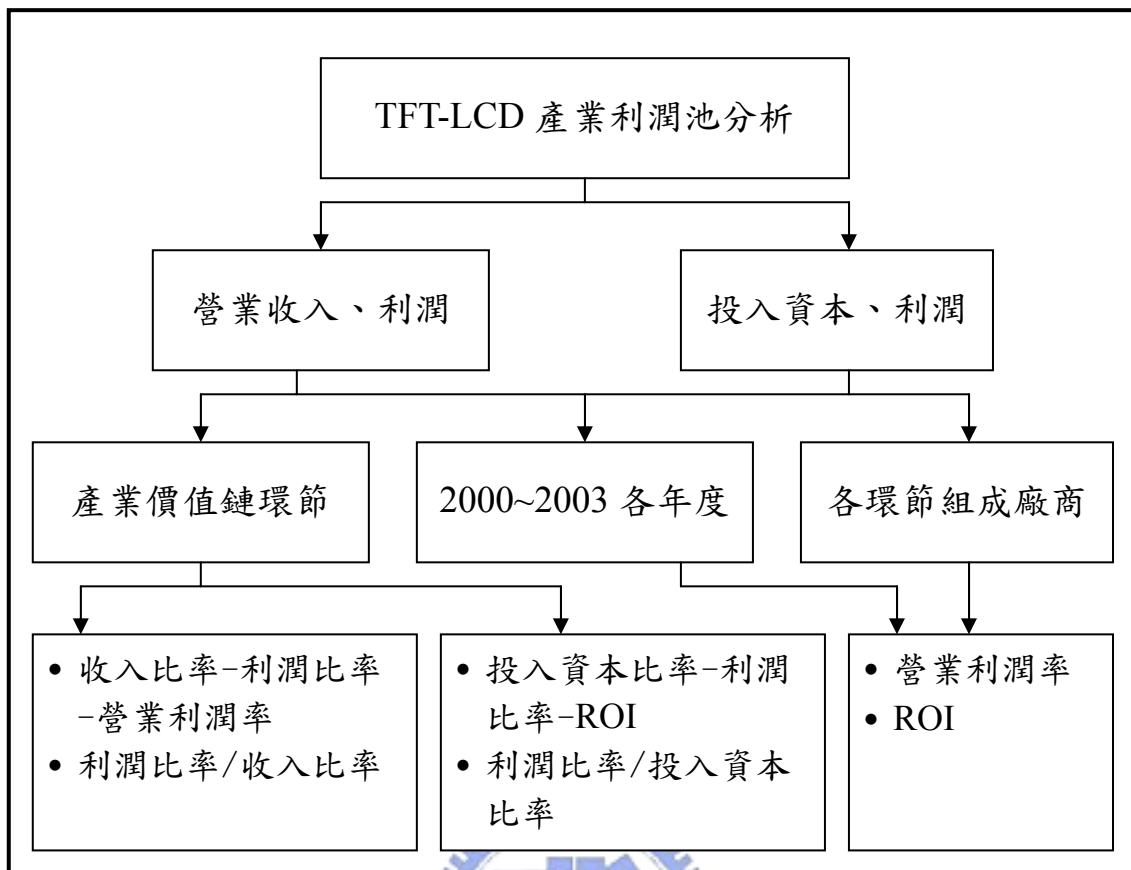 TFT-LCD 產業利潤池分析
營業收入、利潤
投入資本、利潤
產業價值鏈環節
2000~2003 各年度
各環節組成廠商
• 收入比率-利潤比率
-營業利潤率
• 利潤比率/收入比率
• 投入資本比率-利潤
比率-ROI
• 利潤比率/投入資本
比率
• 營業利潤率
• ROI